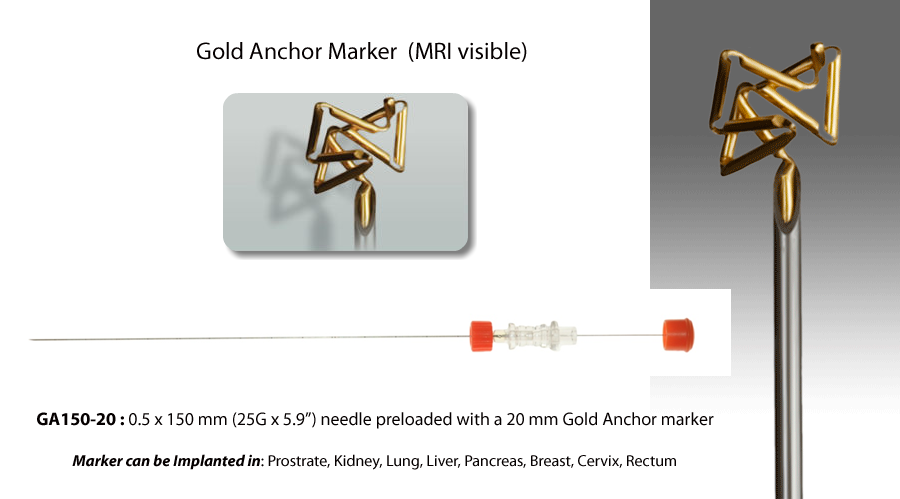 Gold Anchor Marker (MRI visible)
GA150-20 : 0.5 x 150 mm (25G x 5.9”) needle preloaded with a 20 mm Gold Anchor marker
Marker can be Implanted in: Prostrate, Kidney, Lung, Liver, Pancreas, Breast, Cervix, Rectum